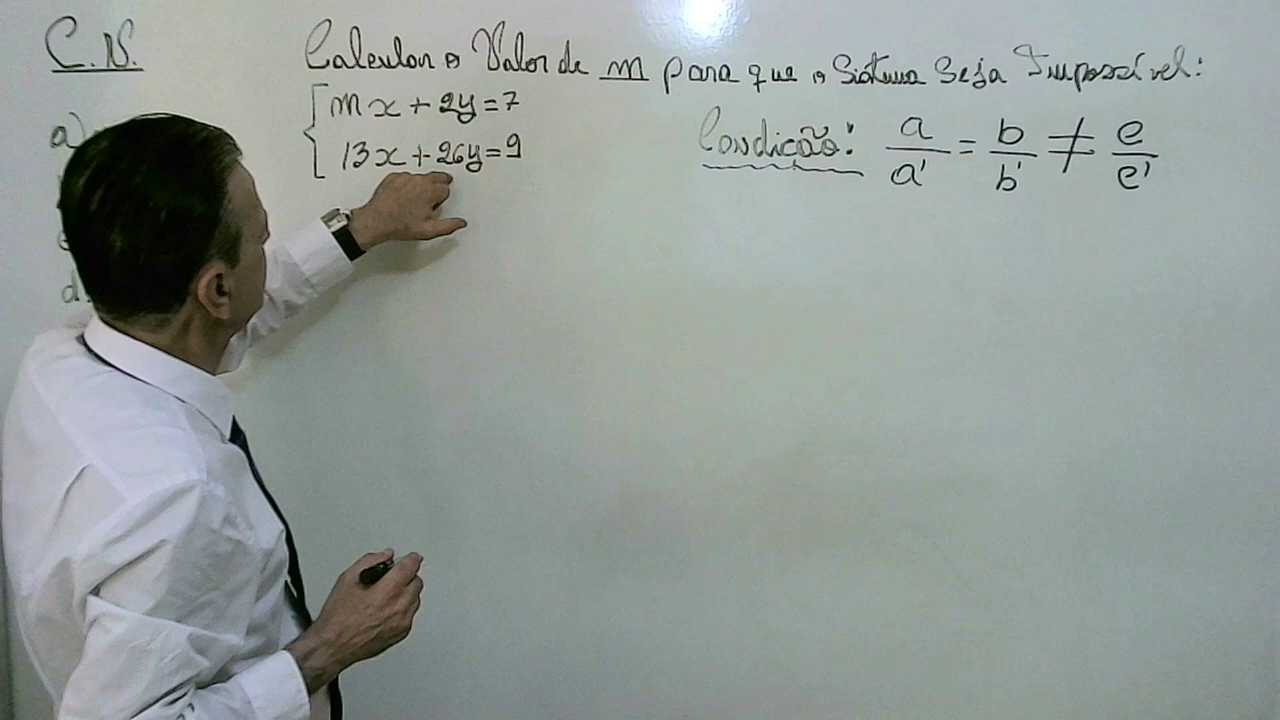 C.N.
Calcular o Valor de m para que o Sistema Seja Impossível:
mx + 2y = 7
13x + 26y = 9
Condição: a/a' = b/b' ≠ c/c'
a)
d)